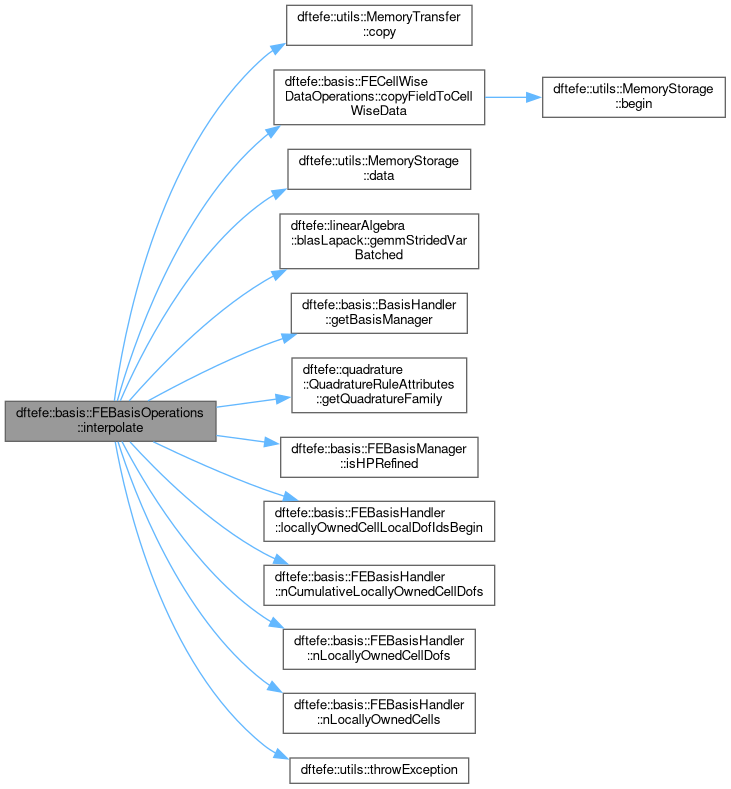 dftefe::utils::MemoryTransfer
::copy
dftefe::basis::FECellWise
DataOperations::copyFieldToCell
WiseData
dftefe::utils::MemoryStorage
::begin
dftefe::utils::MemoryStorage
::data
dftefe::linearAlgebra
::blasLapack::gemmStridedVar
Batched
dftefe::basis::BasisHandler
::getBasisManager
dftefe::quadrature
::QuadratureRuleAttributes
::getQuadratureFamily
dftefe::basis::FEBasisOperations
::interpolate
dftefe::basis::FEBasisManager
::isHPRefined
dftefe::basis::FEBasisHandler
::locallyOwnedCellLocalDofIdsBegin
dftefe::basis::FEBasisHandler
::nCumulativeLocallyOwnedCellDofs
dftefe::basis::FEBasisHandler
::nLocallyOwnedCellDofs
dftefe::basis::FEBasisHandler
::nLocallyOwnedCells
dftefe::utils::throwException